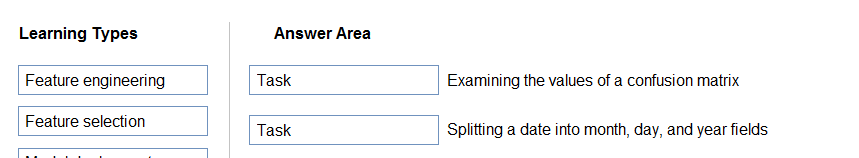 Learning Types
Answer Area
Feature engineering
Task
Examining the values of a confusion matrix
Feature selection
Task
Splitting a date into month, day, and year fields